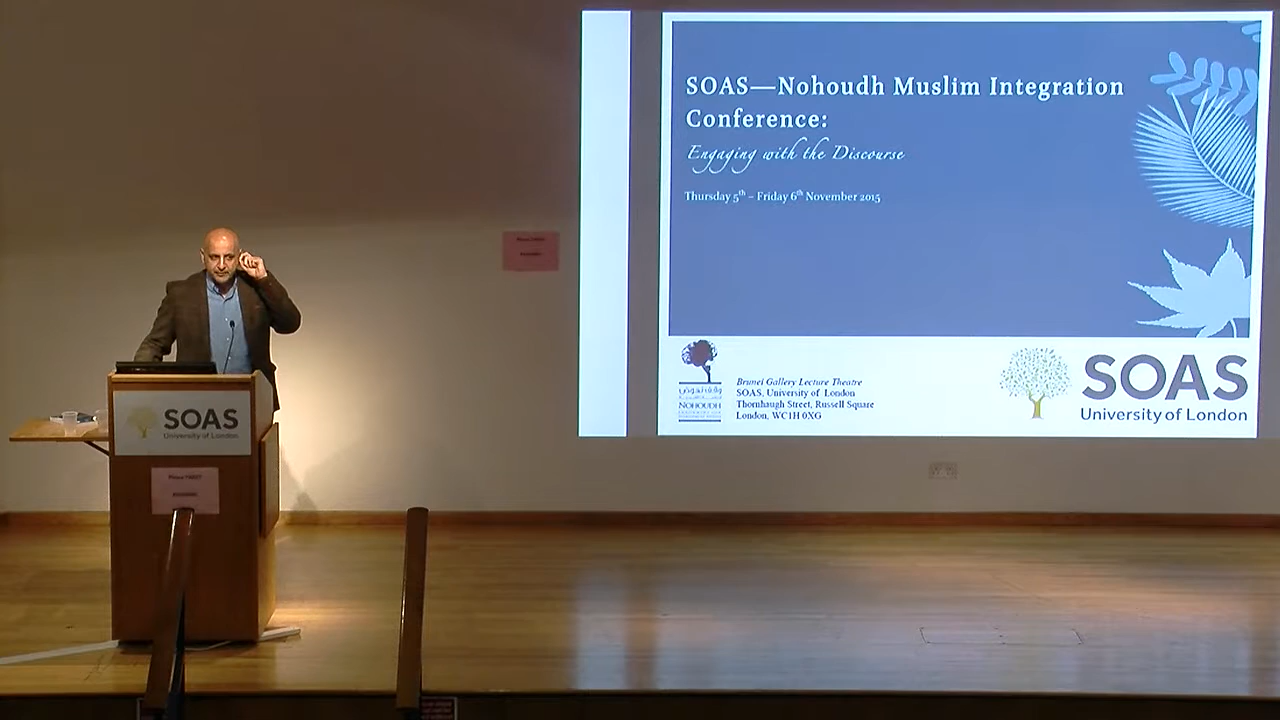 SOAS—Nohoudh Muslim Integration
Conference:
Engaging with the Discourse
Thursday 5th – Friday 6th November 2015
NOHOUDH
Brunei Gallery Lecture Theatre
SOAS, University of London
Thornhaugh Street, Russell Square
London, WC1H 0XG
SOAS
University of London
SOAS
University of London